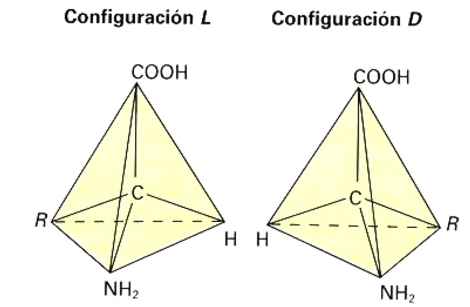 Configuración L
Configuración D
COOH
COOH
C
C
R
H
H
R
NH₂
NH₂